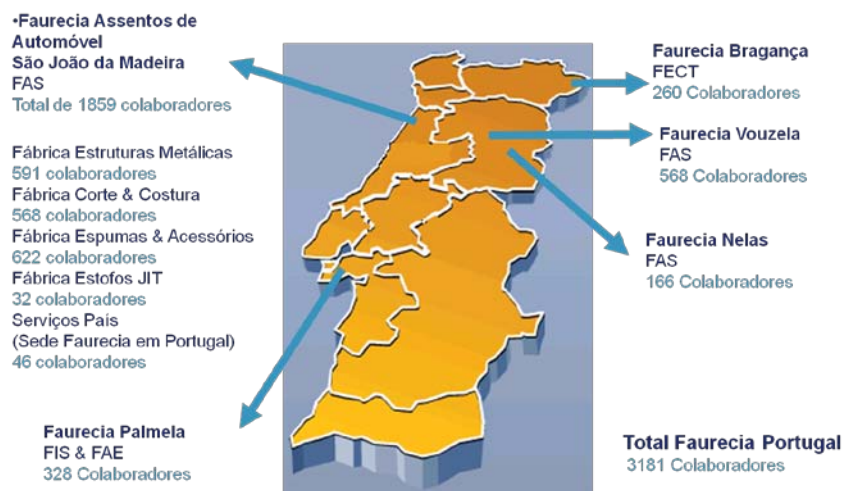 •Faurecia Assentos de
Automóvel
São João da Madeira
FAS
Total de 1859 colaboradores
Fábrica Estruturas Metálicas
591 colaboradores
Fábrica Corte & Costura
568 colaboradores
Fábrica Espumas & Acessórios
622 colaboradores
Fábrica Estofos JIT
32 colaboradores
Serviços País
(Sede Faurecia em Portugal)
46 colaboradores
Faurecia Palmela
FIS & FAE
328 Colaboradores
Faurecia Bragança
FECT
260 Colaboradores
Faurecia Vouzela
FAS
568 Colaboradores
Faurecia Nelas
FAS
166 Colaboradores
Total Faurecia Portugal
3181 Colaboradores